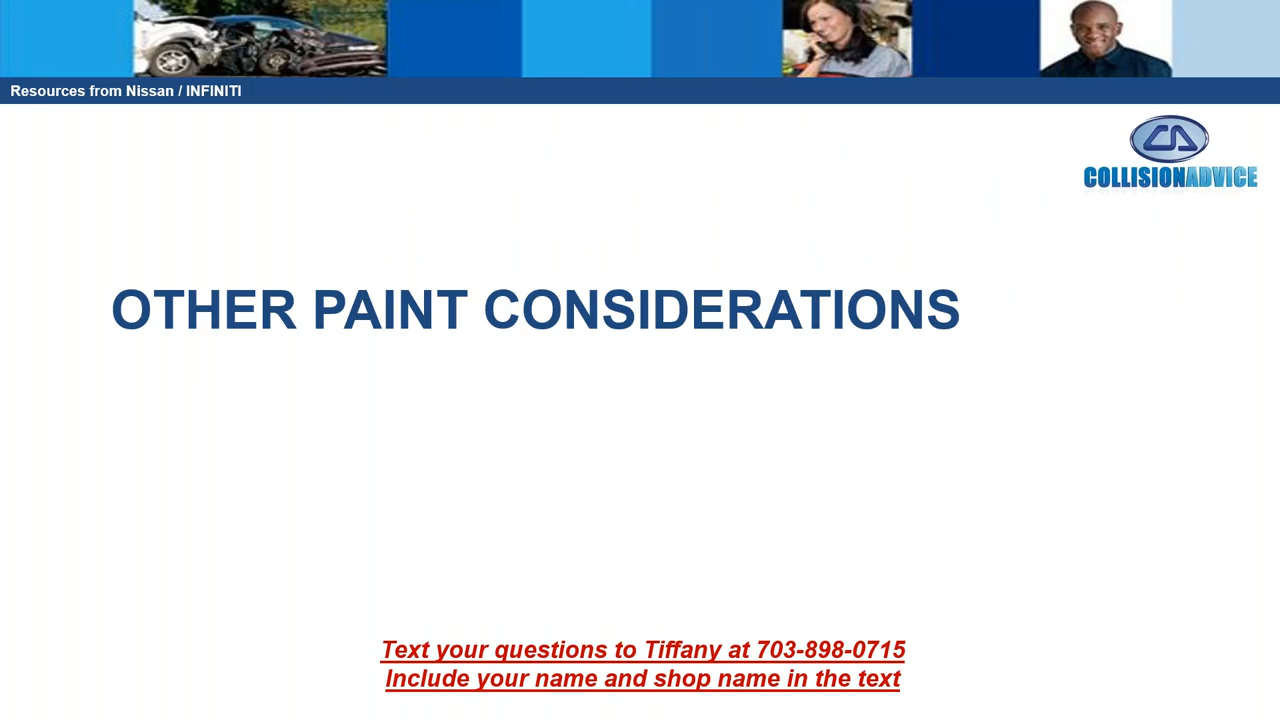 Resources from Nissan / INFINITI
COLLISIONADVICE
OTHER PAINT CONSIDERATIONS
Text your questions to Tiffany at 703-898-0715
Include your name and shop name in the text